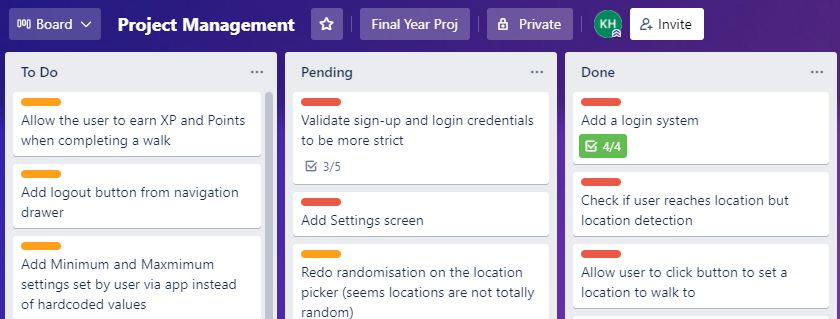 Board
Project Management
Final Year Proj
Private
KH
Invite
To Do
Allow the user to earn XP and Points
when completing a walk
Add logout button from navigation
drawer
Add Minimum and Maxmimum
settings set by user via app instead
of hardcoded values
Pending
Validate sign-up and login credentials
to be more strict
3/5
Add Settings screen
Redo randomisation on the location
picker (seems locations are not totally
random)
Done
Add a login system
4/4
Check if user reaches location but
location detection
Allow user to click button to set a
location to walk to